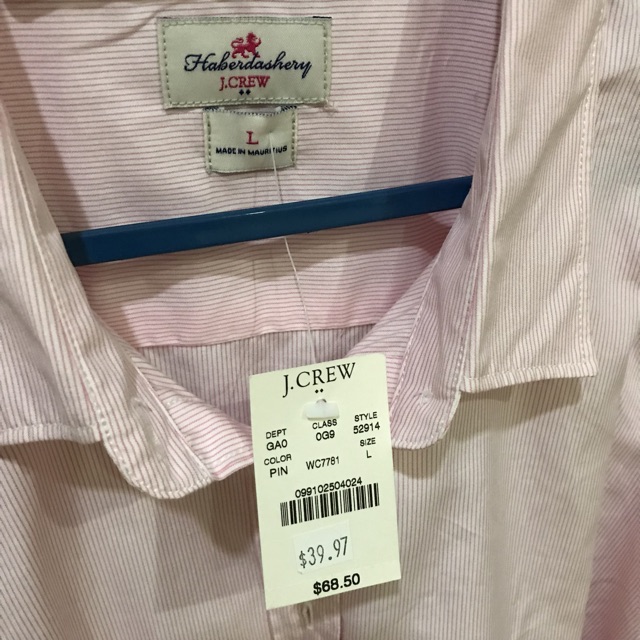 Haberdashery
J.CREW
L
MADE IN MAURITIUS
J.CREW
DEPT CLASS STYLE
GA0 0G9 52914
COLOR SIZE
PIN WC7781 L
099102504024
$39.97
$68.50